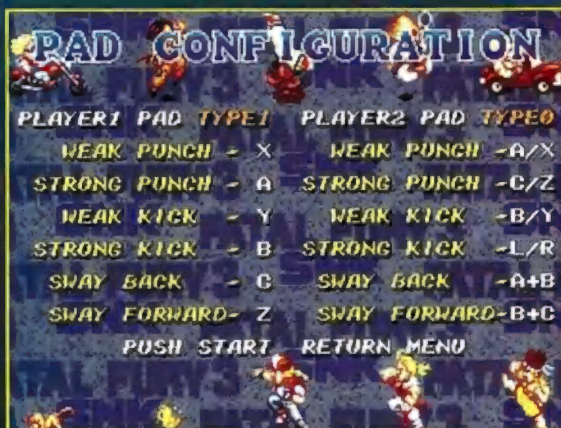 PAD CONFIGURATION
PLAYER1 PAD TYPE1 PLAYER2 PAD TYPE0
WEAK PUNCH - X WEAK PUNCH -A/X
STRONG PUNCH - A STRONG PUNCH -C/Z
WEAK KICK - Y WEAK KICK -B/Y
STRONG KICK - B STRONG KICK -L/R
SWAY BACK - C SWAY BACK -A+B
SWAY FORWARD- Z SWAY FORWARD-B+C
PUSH START RETURN MENU